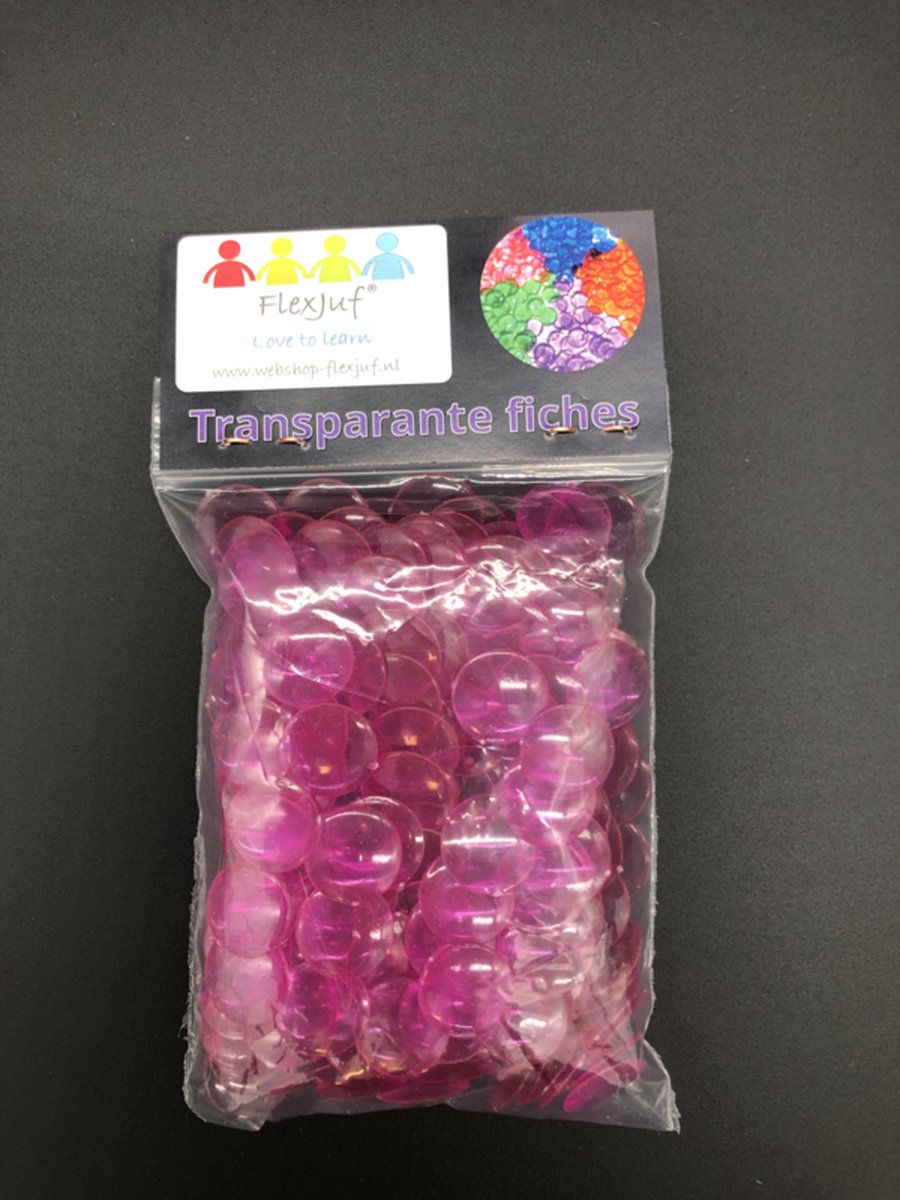 FlexJuf®
Love to learn
www.webshop-flexjuf.nl
Transparante fiches